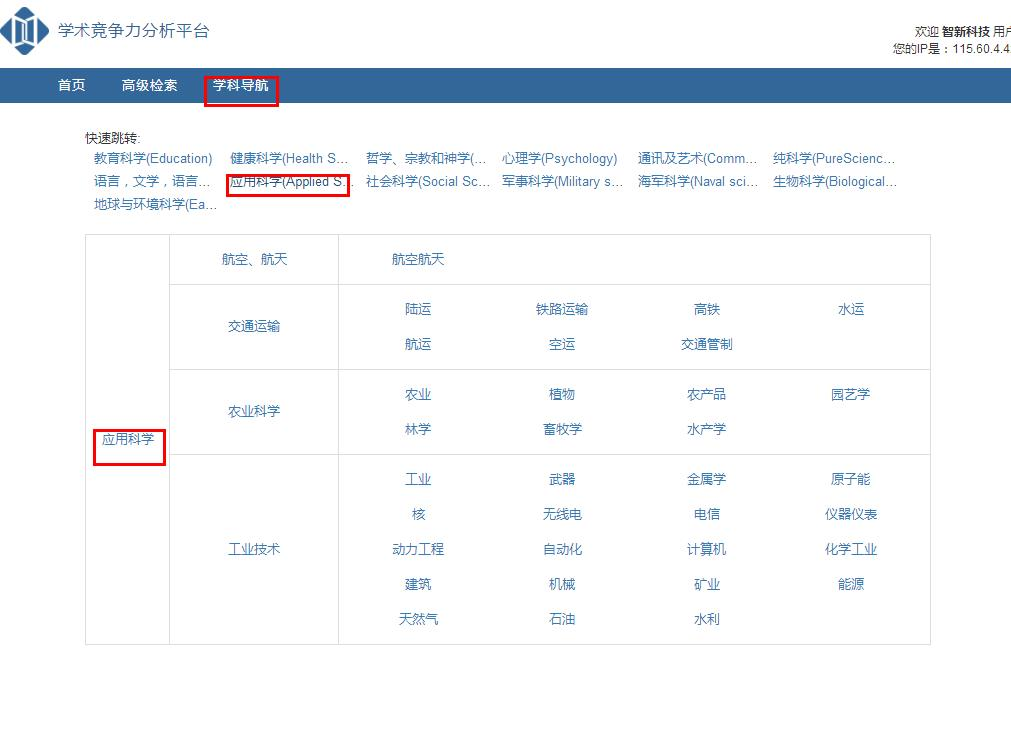 学术竞争力分析平台
欢迎 智新科技 用户
您的IP是：115.60.4.4
首页 高级检索 学科导航
快速跳转:
教育科学(Education) 健康科学(Health S... 哲学、宗教和神学(... 心理学(Psychology) 通讯及艺术(Comm... 纯科学(PureScienc...
语言，文学，语言... 应用科学(Applied S... 社会科学(Social Sc... 军事科学(Military s... 海军科学(Naval sci... 生物科学(Biological...
地球与环境科学(Ea...
航空、航天 航空航天
交通运输
陆运 铁路运输 高铁 水运
航运 空运 交通管制
农业科学
农业 植物 农产品 园艺学
林学 畜牧学 水产学
应用科学
工业技术
工业 武器 金属学 原子能
核 无线电 电信 仪器仪表
动力工程 自动化 计算机 化学工业
建筑 机械 矿业 能源
天然气 石油 水利